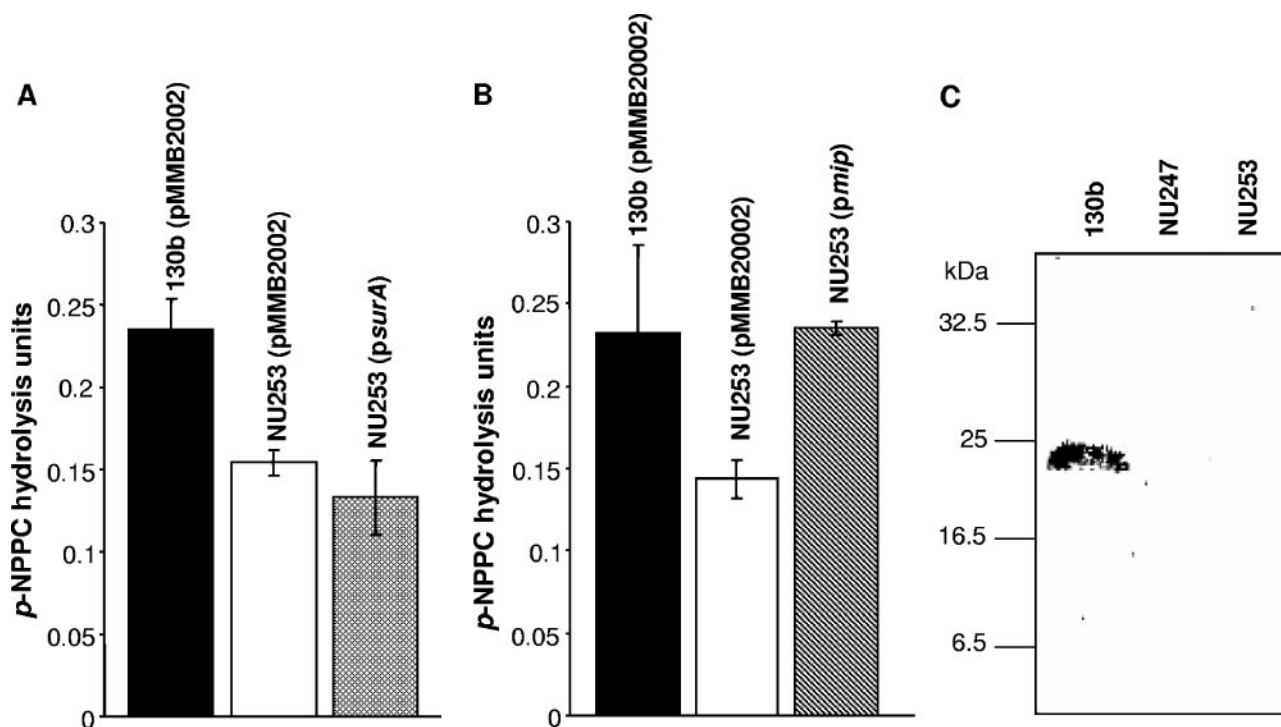 A
p-NPPC hydrolysis units
0.3
0.25
0.2
0.15
0.1
0.05
0
130b (pMMB2002)
NU253 (pMMB2002)
NU253 (psurA)
B
p-NPPC hydrolysis units
0.3
0.25
0.2
0.15
0.1
0.05
0
130b (pMMB20002)
NU253 (pMMB20002)
NU253 (pmip)
C
130b
NU247
NU253
kDa
32.5
25
16.5
6.5